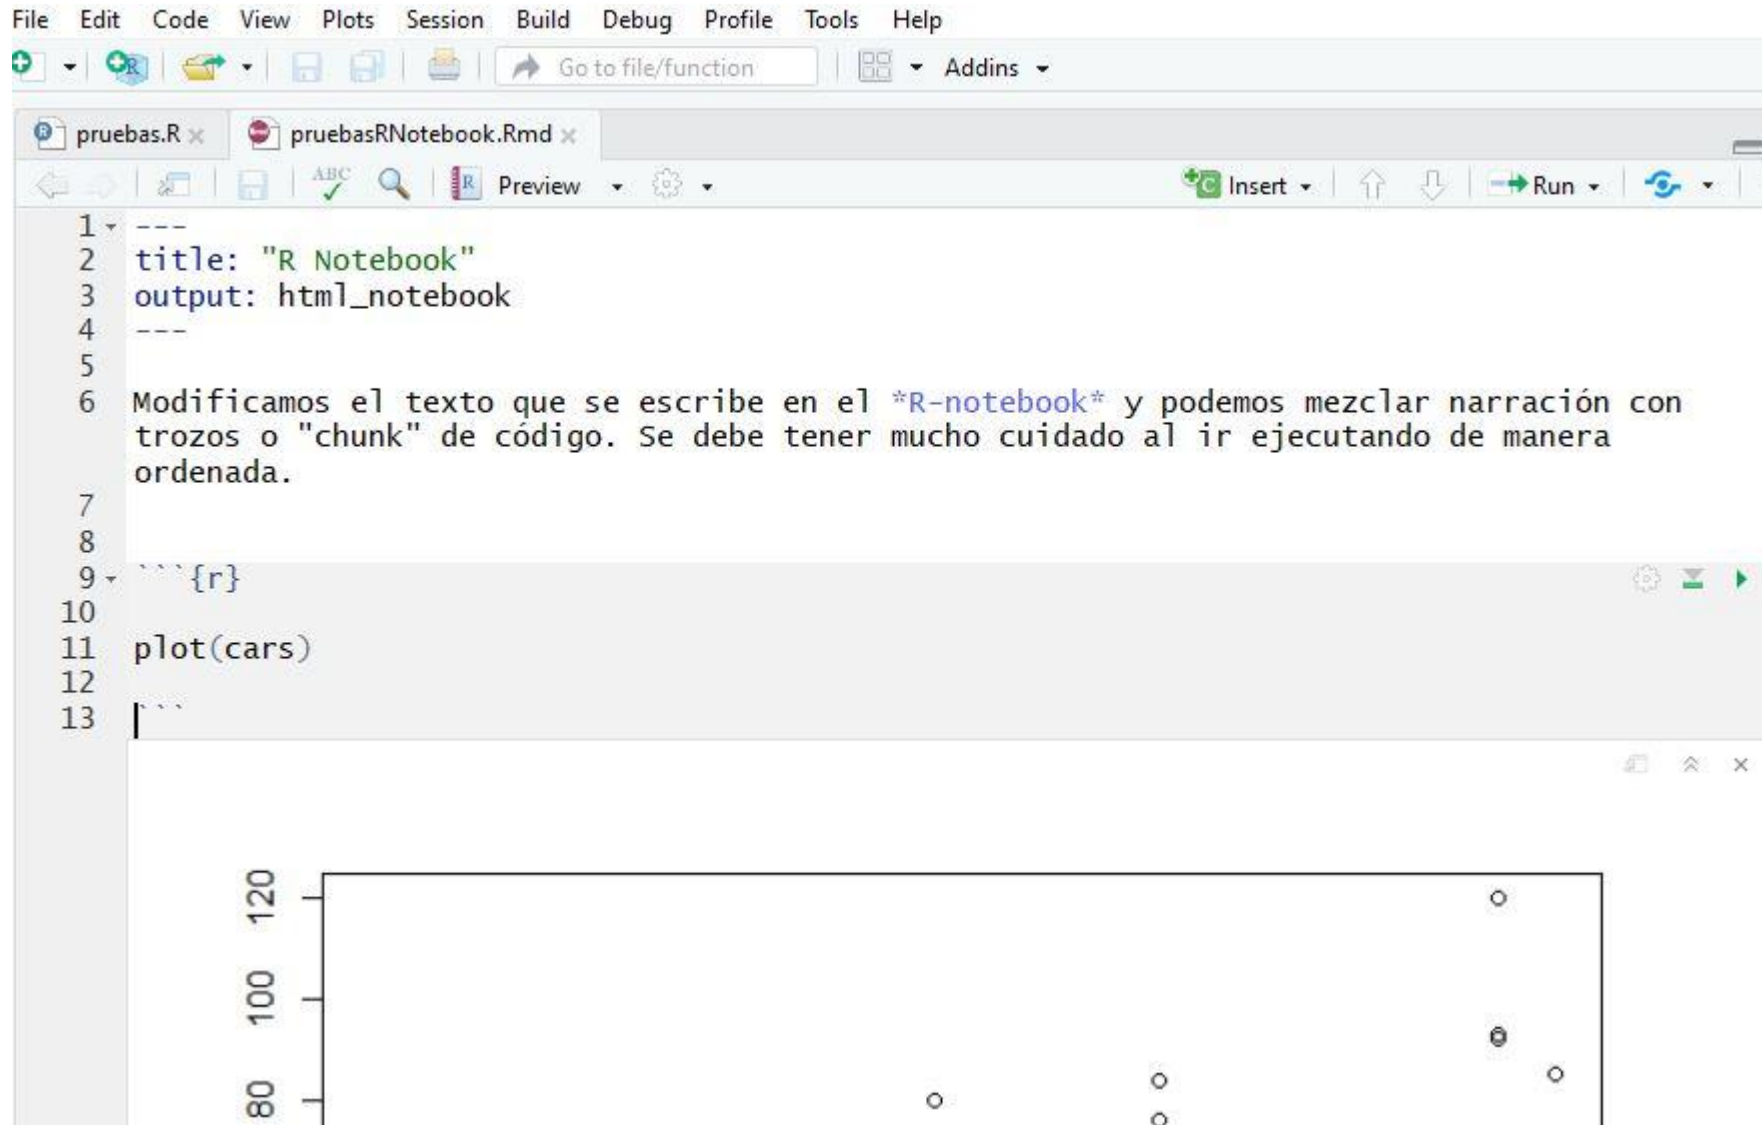 File Edit Code View Plots Session Build Debug Profile Tools Help
Go to file/function Addins
pruebas.R pruebasRNotebook.Rmd
ABC Preview Insert Run
1 ---
2 title: "R Notebook"
3 output: html_notebook
4 ---
5
6 Modificamos el texto que se escribe en el *R-notebook* y podemos mezclar narración con
trozos o "chunk" de código. Se debe tener mucho cuidado al ir ejecutando de manera
ordenada.
7
8
9 ```{r}
10
11 plot(cars)
12
13 ```
120
100
80